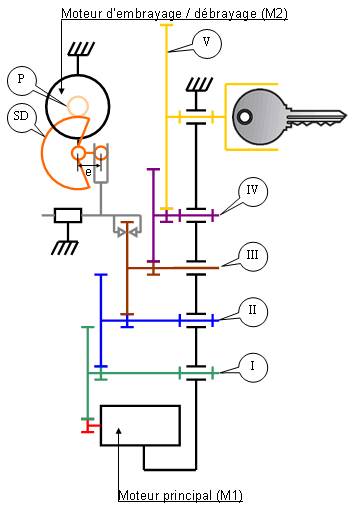 Moteur d'embrayage / débrayage (M2)
V
P
SD
e
IV
III
II
I
Moteur principal (M1)